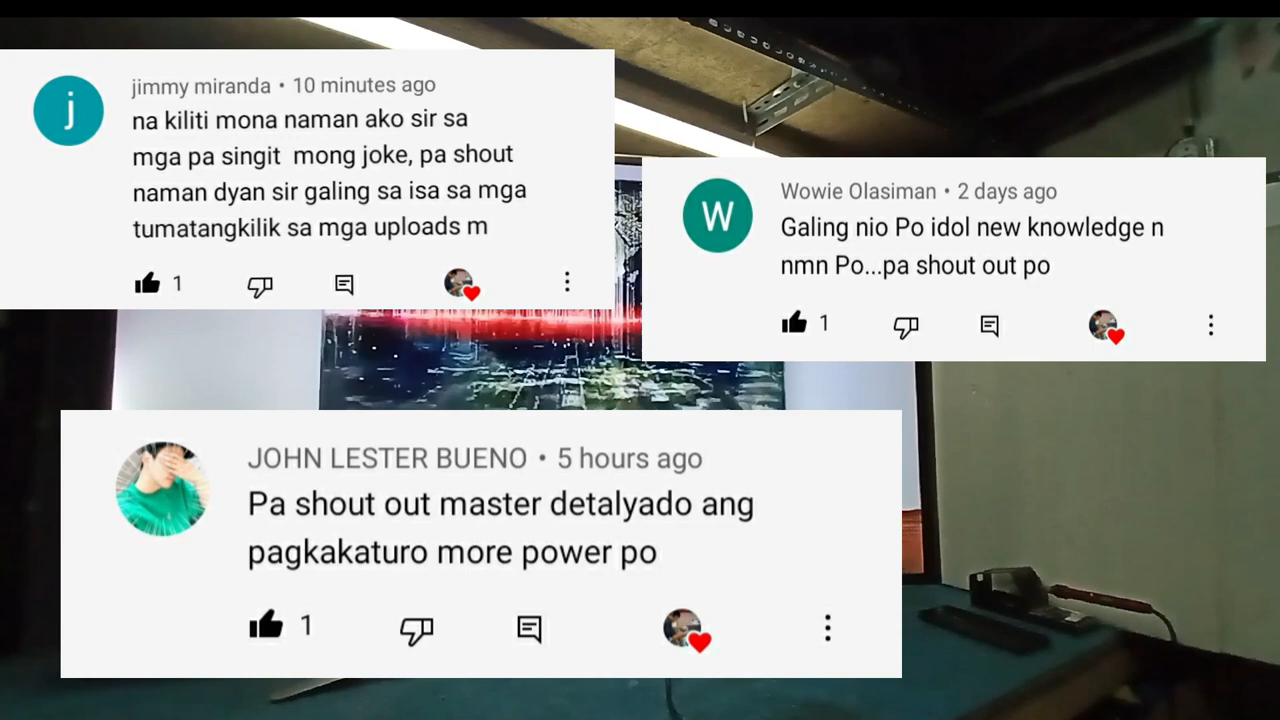 jimmy miranda • 10 minutes ago
na kiliti mona naman ako sir sa
mga pa singit mong joke, pa shout
naman dyan sir galing sa isa sa mga
tumatangkilik sa mga uploads m
1
Wowie Olasiman • 2 days ago
Galing nio Po idol new knowledge n
nmn Po...pa shout out po
1
JOHN LESTER BUENO • 5 hours ago
Pa shout out master detalyado ang
pagkakaturo more power po
1
j
W